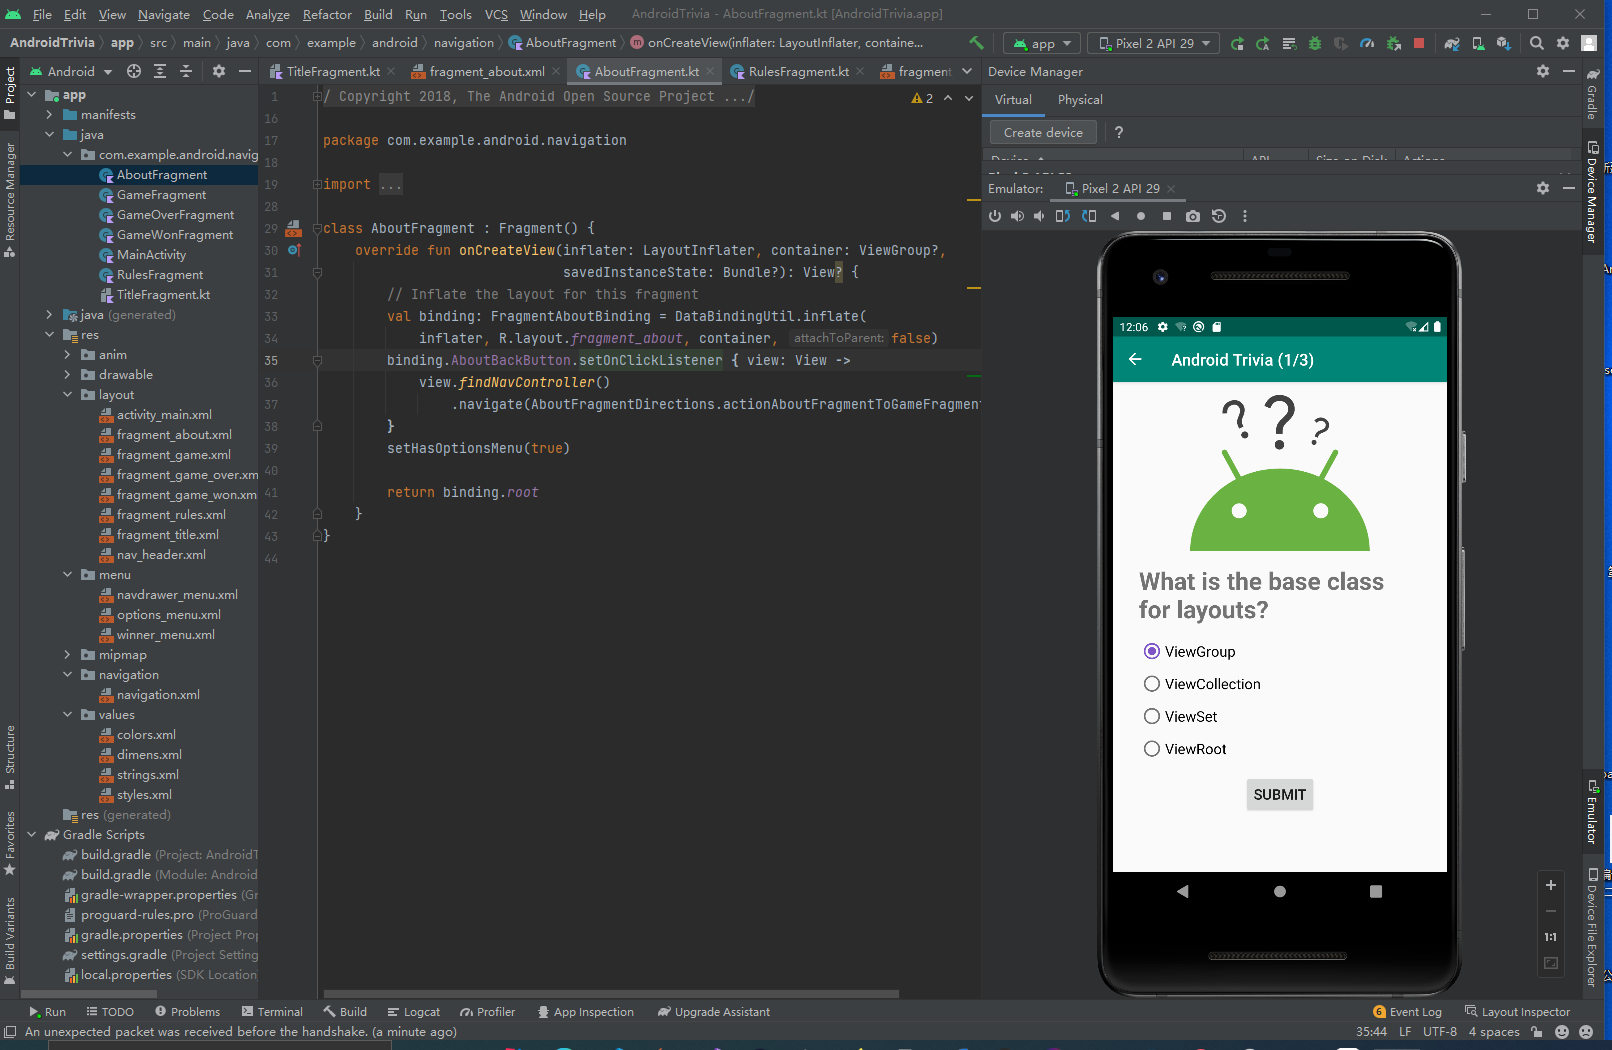 File Edit View Navigate Code Analyze Refactor Build Run Tools VCS Window Help AndroidTrivia - AboutFragment.kt [AndroidTrivia.app]
AndroidTrivia app src main java com example android navigation AboutFragment onCreateView(inflater: LayoutInflater, containe... app Pixel 2 API 29
Project
Resource Manager
Structure
Favorites
Build Variants
Android
app
manifests
java
com.example.android.navig
AboutFragment
GameFragment
GameOverFragment
GameWonFragment
MainActivity
RulesFragment
TitleFragment.kt
java (generated)
res
anim
drawable
layout
activity_main.xml
fragment_about.xml
fragment_game.xml
fragment_game_over.xm
fragment_game_won.xm
fragment_rules.xml
fragment_title.xml
nav_header.xml
menu
navdrawer_menu.xml
options_menu.xml
winner_menu.xml
mipmap
navigation
navigation.xml
values
colors.xml
dimens.xml
strings.xml
styles.xml
res (generated)
Gradle Scripts
build.gradle (Project: AndroidT
build.gradle (Module: Android
gradle-wrapper.properties (Gr
proguard-rules.pro (ProGuard
gradle.properties (Project Prop
settings.gradle (Project Setting
local.properties (SDK Location
TitleFragment.kt fragment_about.xml AboutFragment.kt RulesFragment.kt fragment
1 / Copyright 2018, The Android Open Source Project .../ 2
16
17 package com.example.android.navigation
18
19 import ...
28
29 class AboutFragment : Fragment() {
30 override fun onCreateView(inflater: LayoutInflater, container: ViewGroup?,
31 savedInstanceState: Bundle?): View? {
32 // Inflate the layout for this fragment
33 val binding: FragmentAboutBinding = DataBindingUtil.inflate(
34 inflater, R.layout.fragment_about, container, attachToParent: false)
35 binding.AboutBackButton.setOnClickListener { view: View ->
36 view.findNavController()
37 .navigate(AboutFragmentDirections.actionAboutFragmentToGameFragment
38 }
39 setHasOptionsMenu(true)
40
41 return binding.root
42 }
43 }
44
Device Manager
Virtual Physical
Create device ?
Device API Size on Disk Actions
Emulator: Pixel 2 API 29
12:06
Android Trivia (1/3)
? ? ?
What is the base class
for layouts?
ViewGroup
ViewCollection
ViewSet
ViewRoot
SUBMIT
1:1
Gradle
Device Manager
Emulator
Device File Explorer
Run TODO Problems Terminal Build Logcat Profiler App Inspection Upgrade Assistant 6 Event Log Layout Inspector
An unexpected packet was received before the handshake. (a minute ago) 35:44 LF UTF-8 4 spaces